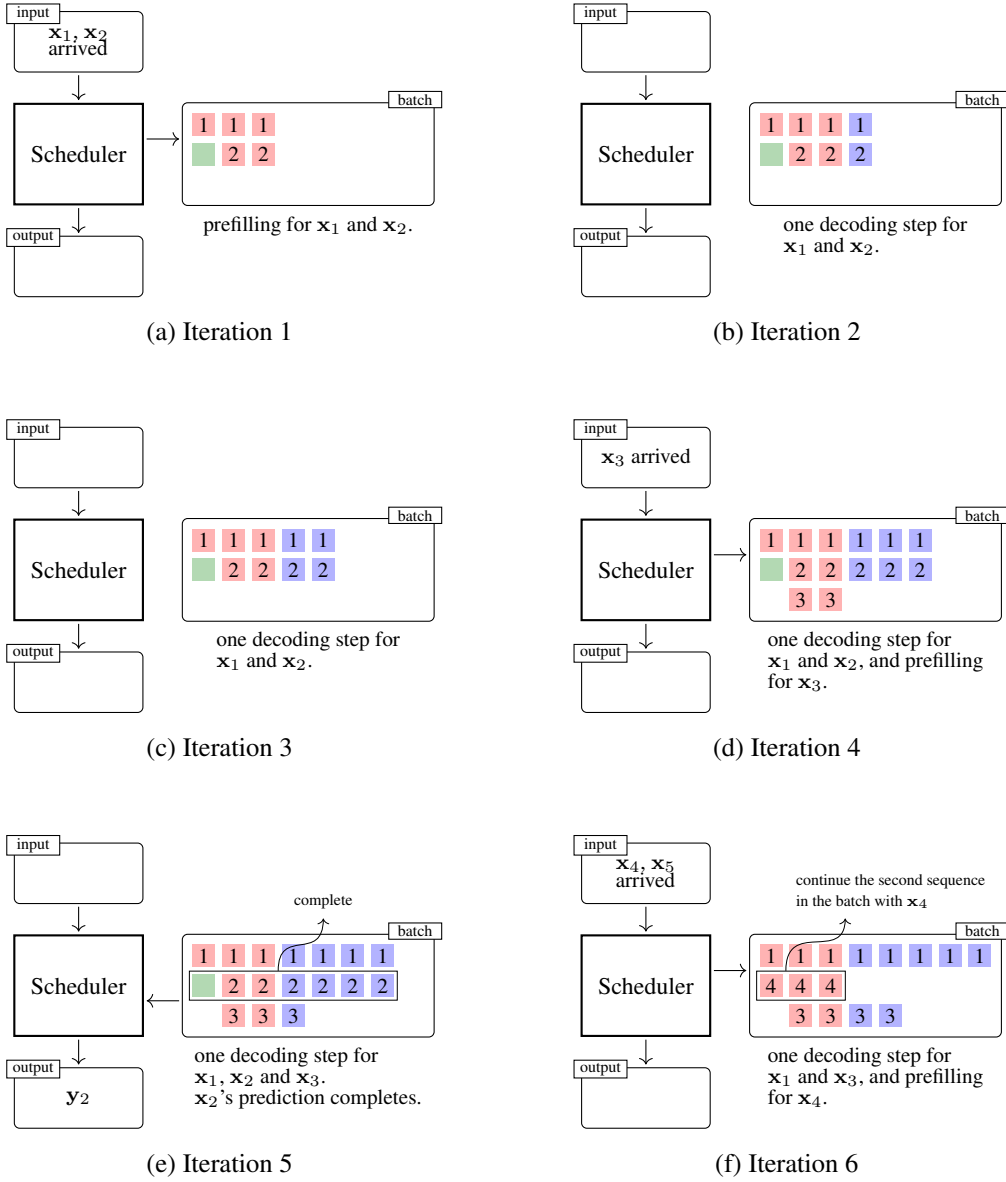 input
x₁, x₂
arrived
Scheduler
batch
1 1 1
2 2
prefilling for x₁ and x₂.
output
(a) Iteration 1
input
Scheduler
batch
1 1 1 1
2 2 2
one decoding step for
x₁ and x₂.
output
(b) Iteration 2
input
Scheduler
batch
1 1 1 1 1
2 2 2 2
one decoding step for
x₁ and x₂.
output
(c) Iteration 3
input
x₃ arrived
Scheduler
batch
1 1 1 1 1 1
2 2 2 2 2
3 3
one decoding step for
x₁ and x₂, and prefilling
for x₃.
output
(d) Iteration 4
input
complete
Scheduler
batch
1 1 1 1 1 1 1
2 2 2 2 2 2
3 3 3
one decoding step for
x₁, x₂ and x₃.
x₂'s prediction completes.
output
y₂
(e) Iteration 5
input
x₄, x₅
arrived
continue the second sequence
in the batch with x₄
Scheduler
batch
1 1 1 1 1 1 1 1
4 4 4
3 3 3 3
one decoding step for
x₁ and x₃, and prefilling
for x₄.
output
(f) Iteration 6